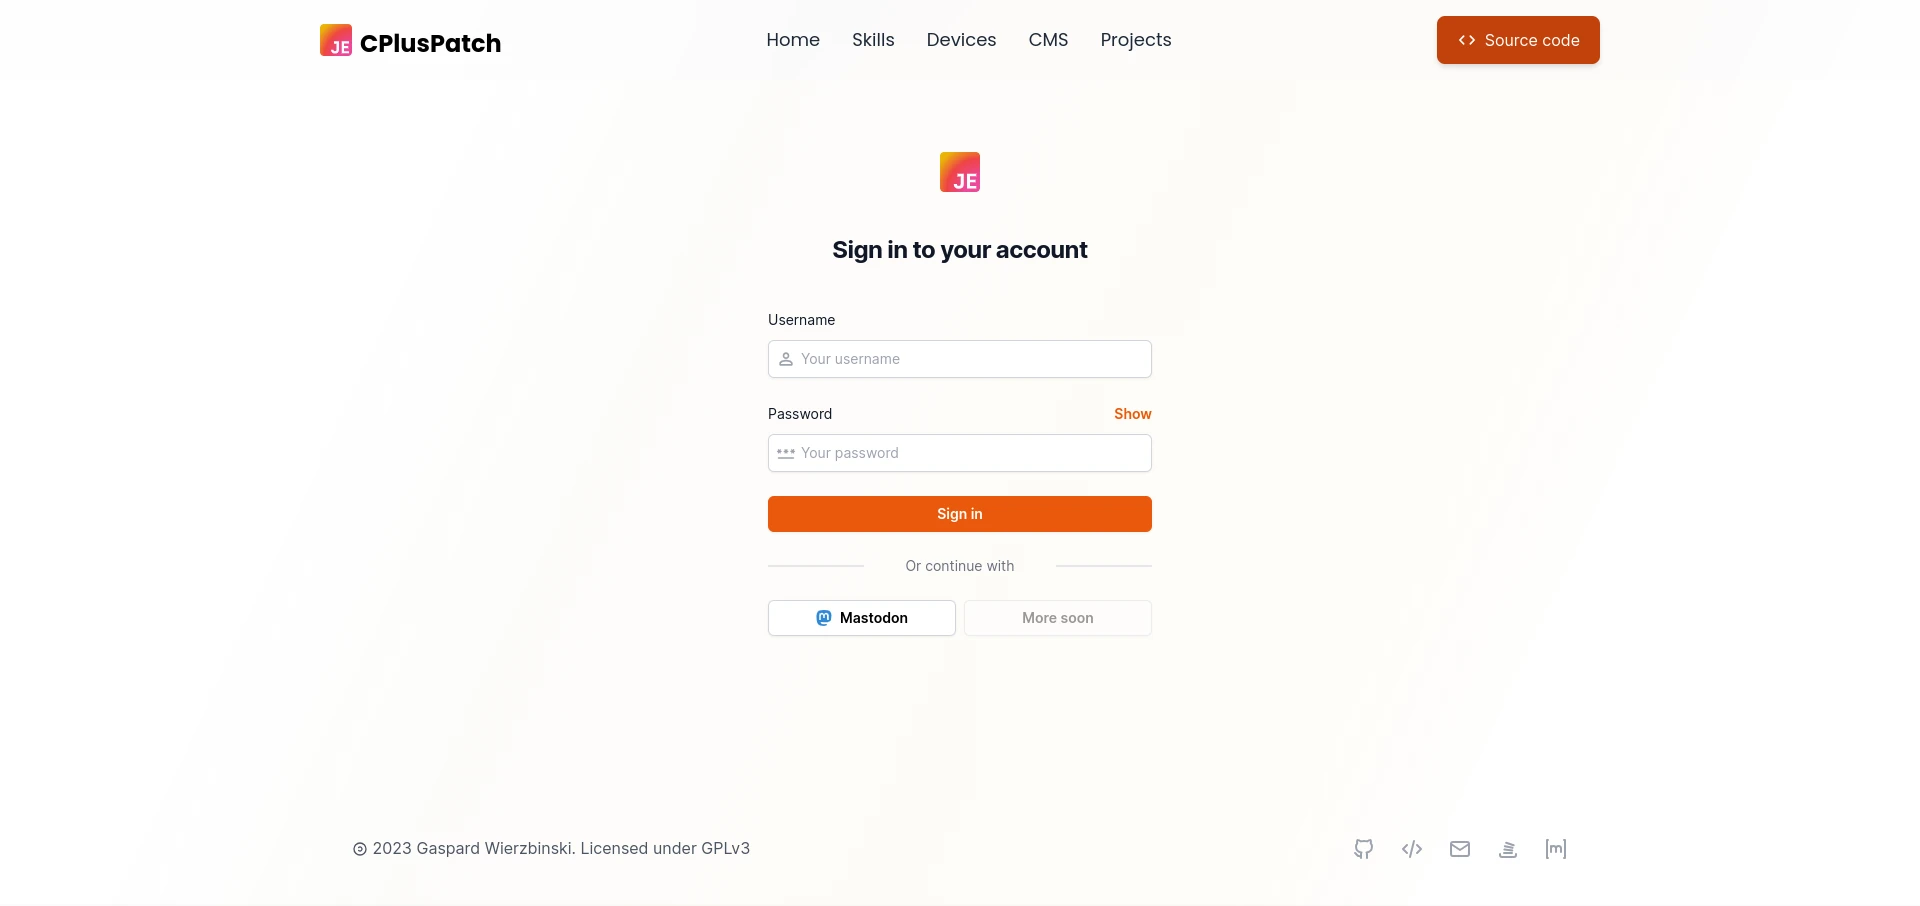 JE CPlusPatch
Home Skills Devices CMS Projects
Source code
JE
Sign in to your account
Username
Your username
Password Show
*** Your password
Sign in
Or continue with
Mastodon More soon
🄯 2023 Gaspard Wierzbinski. Licensed under GPLv3
[m]